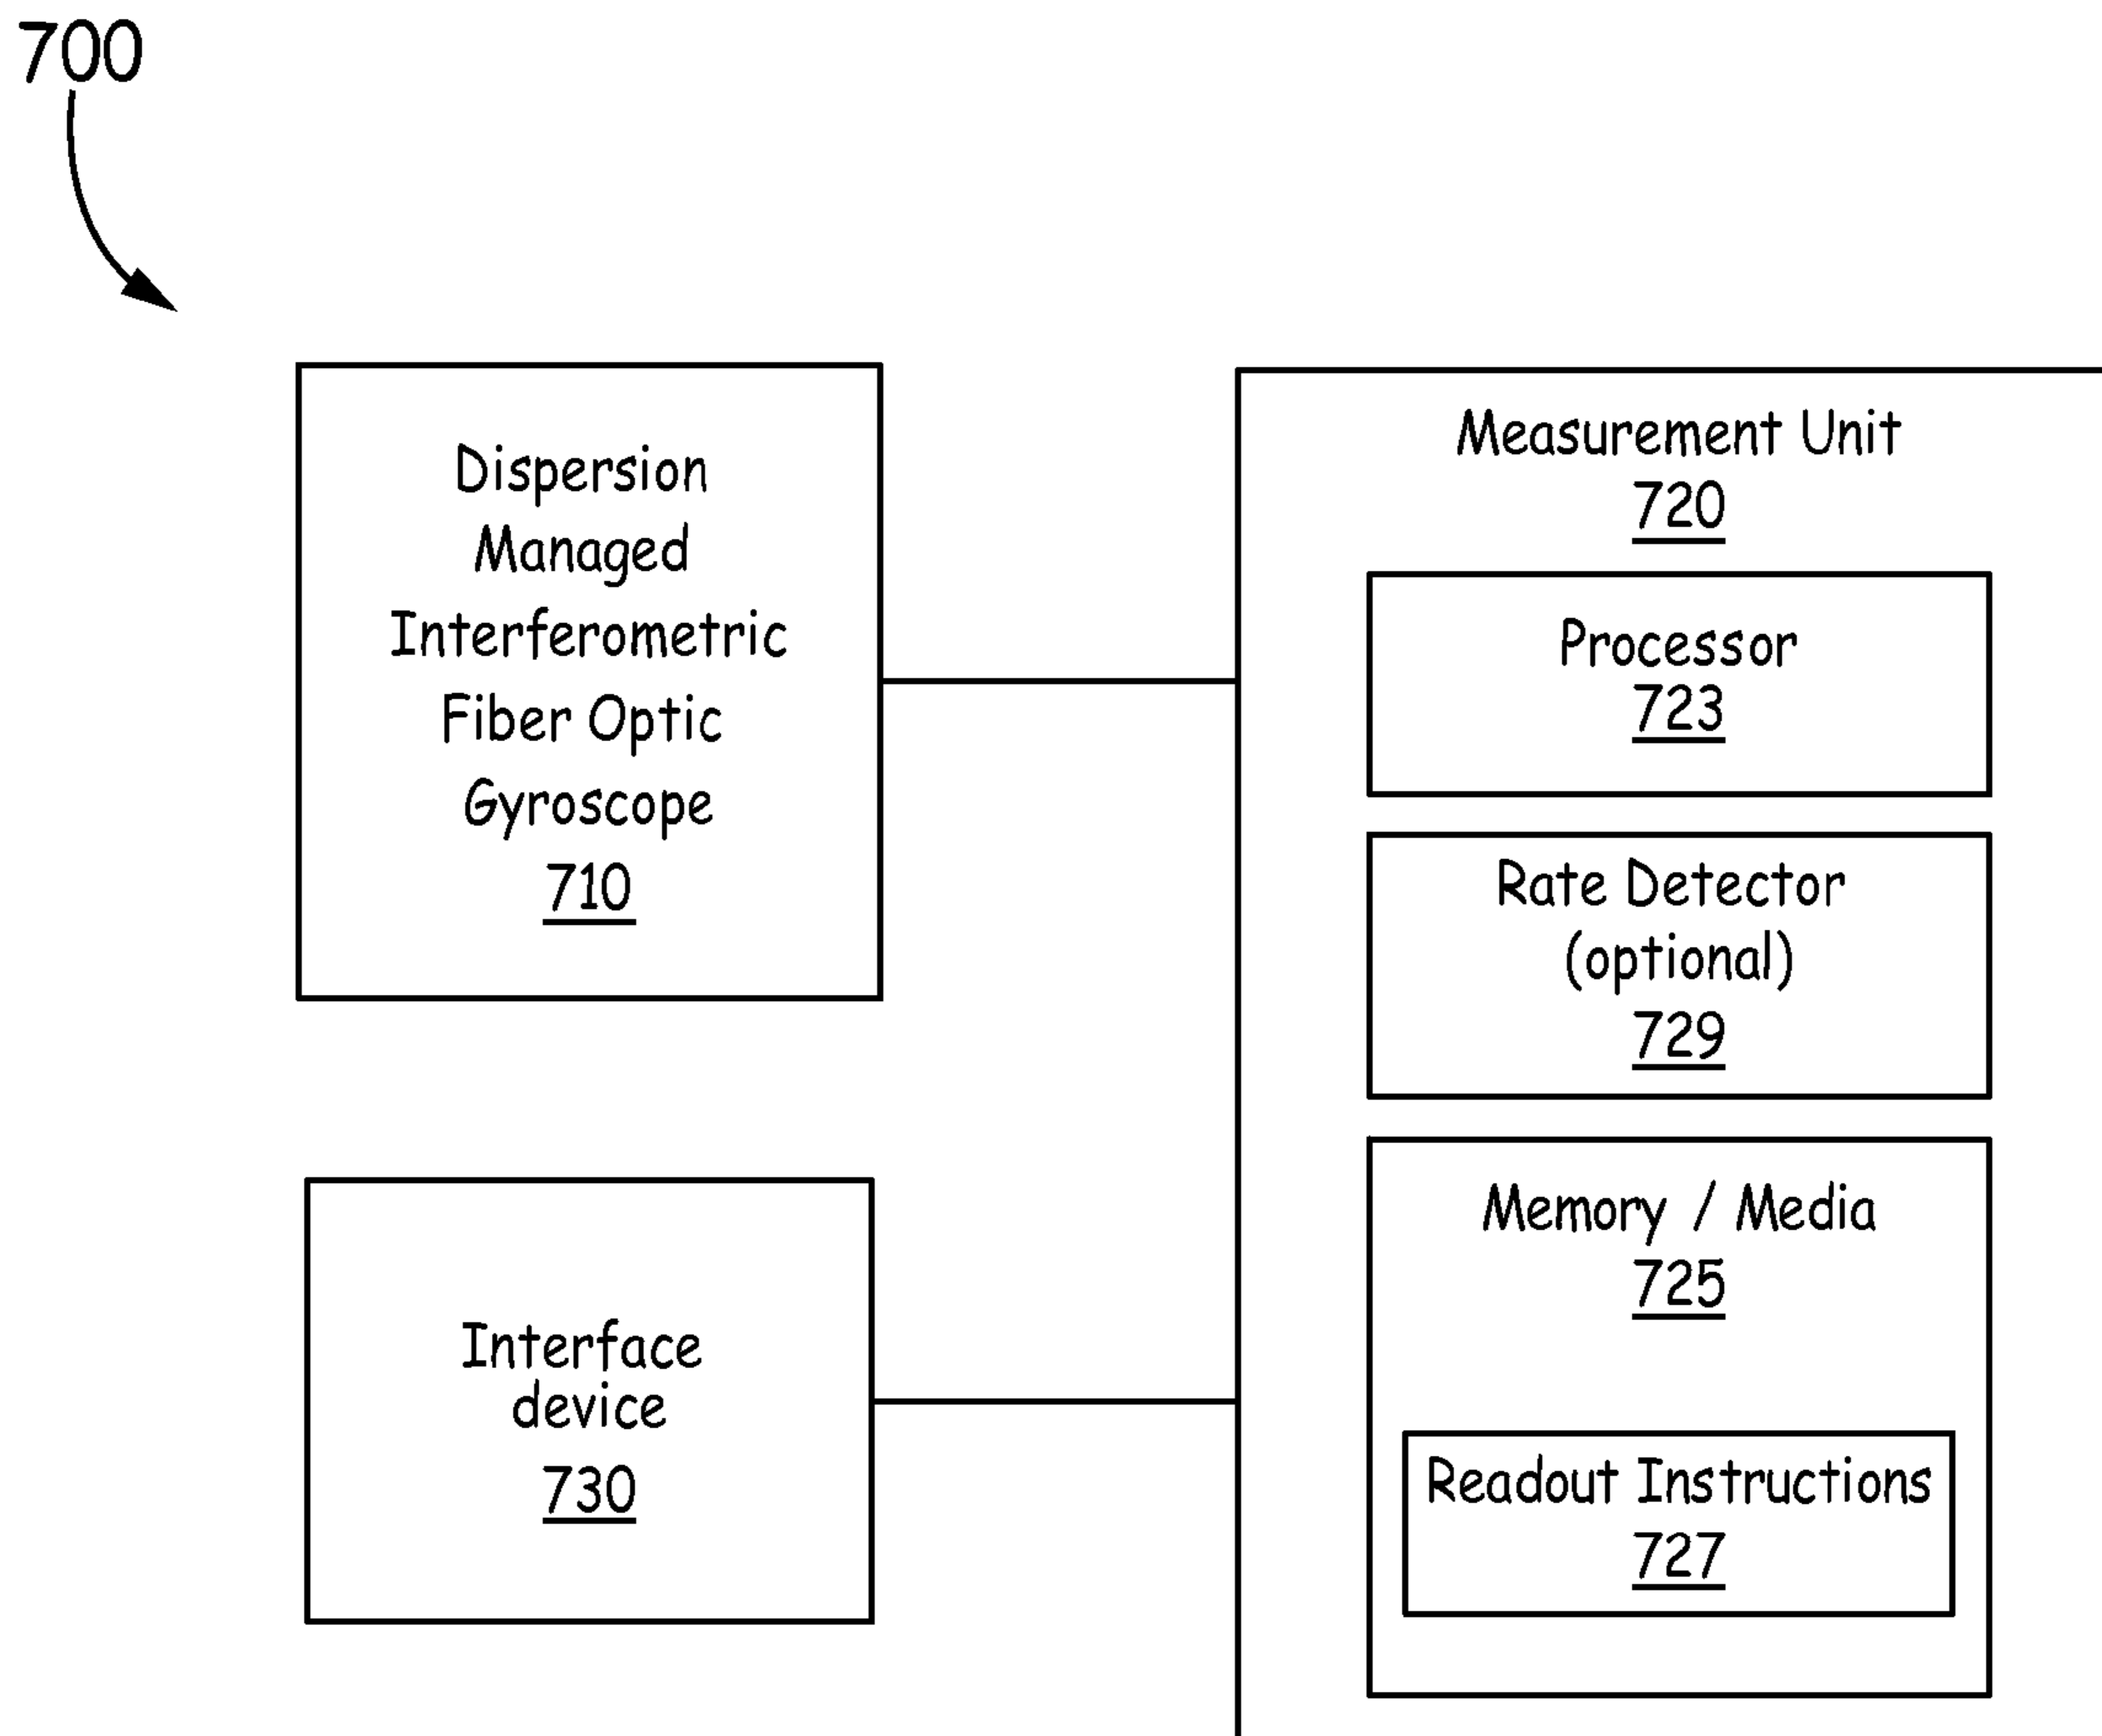 700
Dispersion
Managed
Interferometric
Fiber Optic
Gyroscope
710
Interface
device
730
Measurement Unit
720
Processor
723
Rate Detector
(optional)
729
Memory / Media
725
Readout Instructions
727